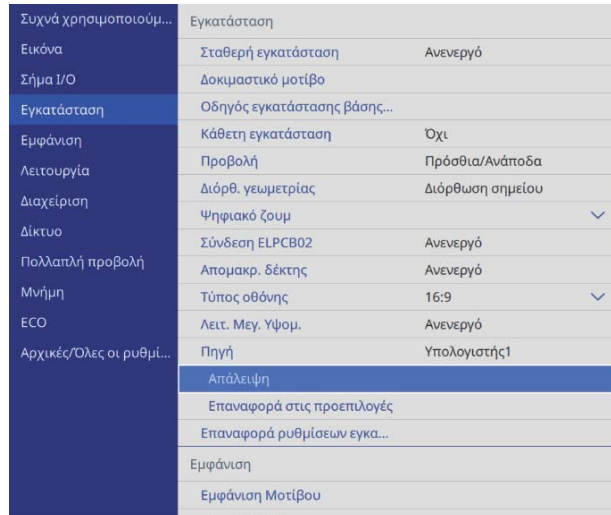 Συχνά χρησιμοποιούμ...
Εικόνα
Σήμα I/O
Εγκατάσταση
Εμφάνιση
Λειτουργία
Διαχείριση
Δίκτυο
Πολλαπλή προβολή
Μνήμη
ECO
Αρχικές/Όλες οι ρυθμί...
Εγκατάσταση
Σταθερή εγκατάσταση Ανενεργό
Δοκιμαστικό μοτίβο
Οδηγός εγκατάστασης βάσης...
Κάθετη εγκατάσταση Όχι
Προβολή Πρόσθια/Ανάποδα
Διόρθ. γεωμετρίας Διόρθωση σημείου
Ψηφιακό ζουμ
Σύνδεση ELPCB02 Ανενεργό
Απομακρ. δέκτης Ανενεργό
Τύπος οθόνης 16:9
Λειτ. Μεγ. Υψομ. Ανενεργό
Πηγή Υπολογιστής1
Απάλειψη
Επαναφορά στις προεπιλογές
Επαναφορά ρυθμίσεων εγκα...
Εμφάνιση
Εμφάνιση Μοτίβου